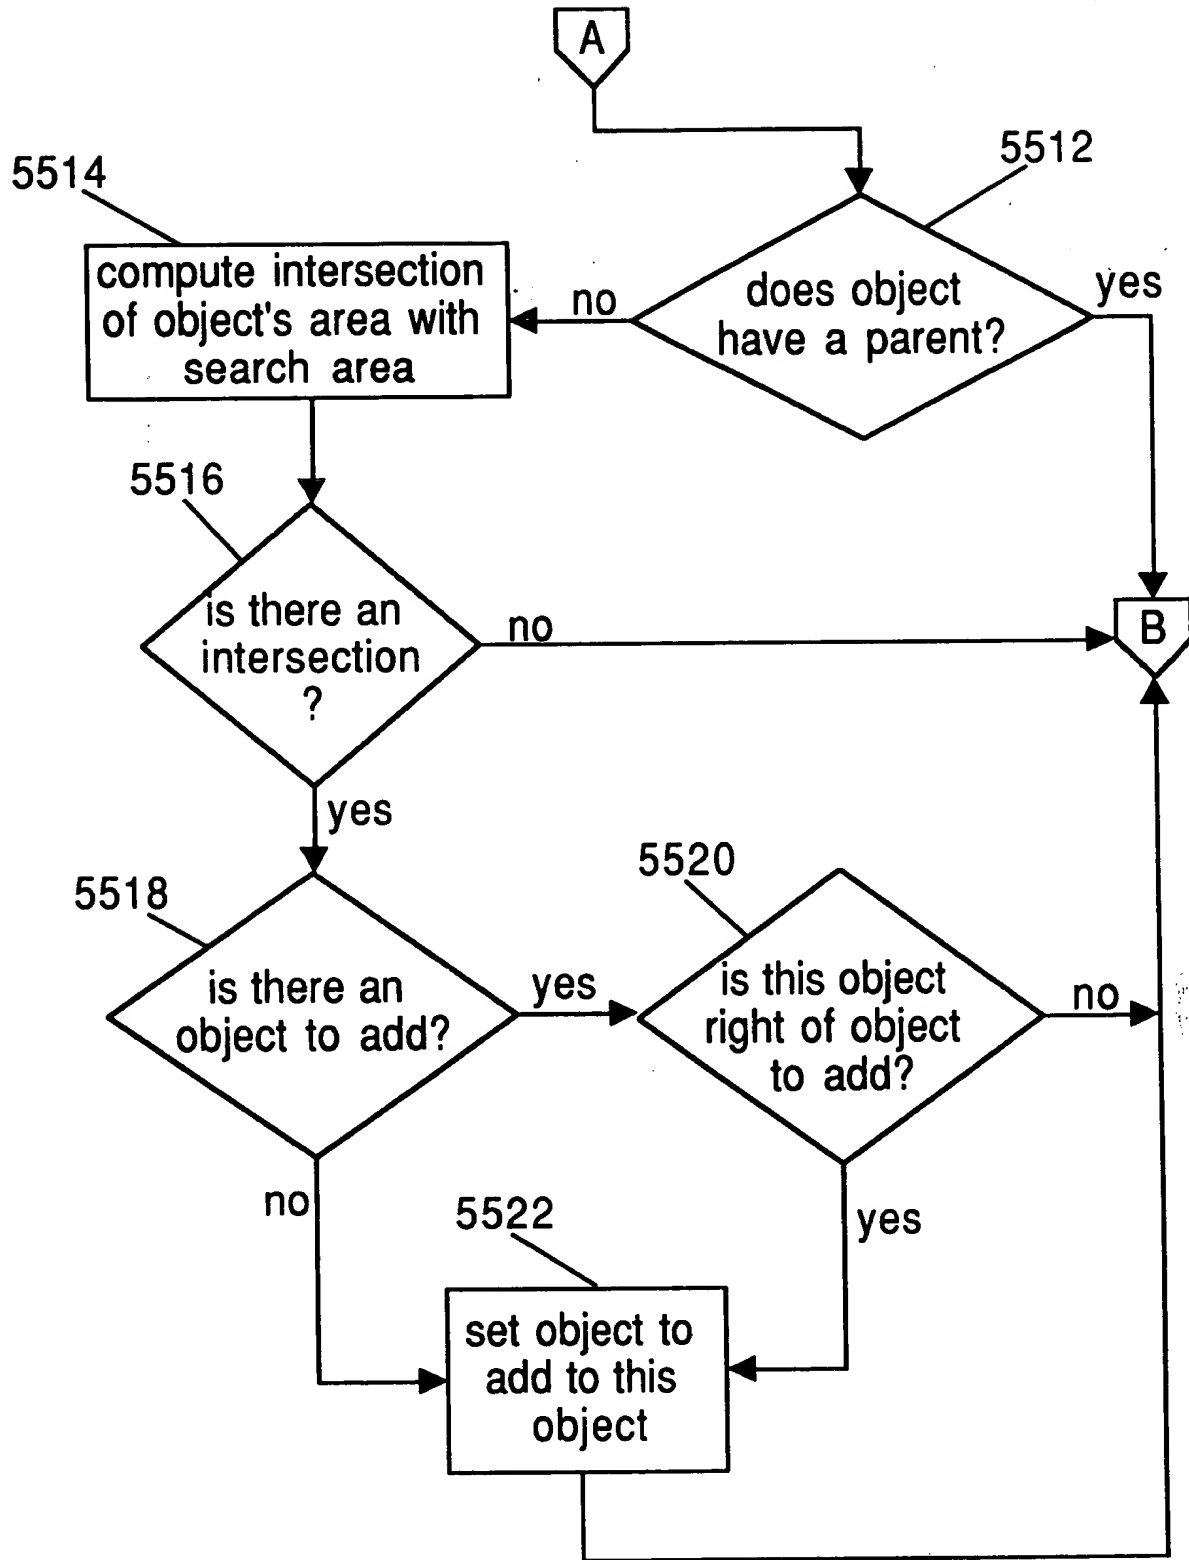 A
5512
5514
compute intersection
of object's area with
search area
no
does object
have a parent?
yes
5516
is there an
intersection
?
no
B
yes
5518
is there an
object to add?
yes
5520
is this object
right of object
to add?
no
no
yes
5522
set object to
add to this
object